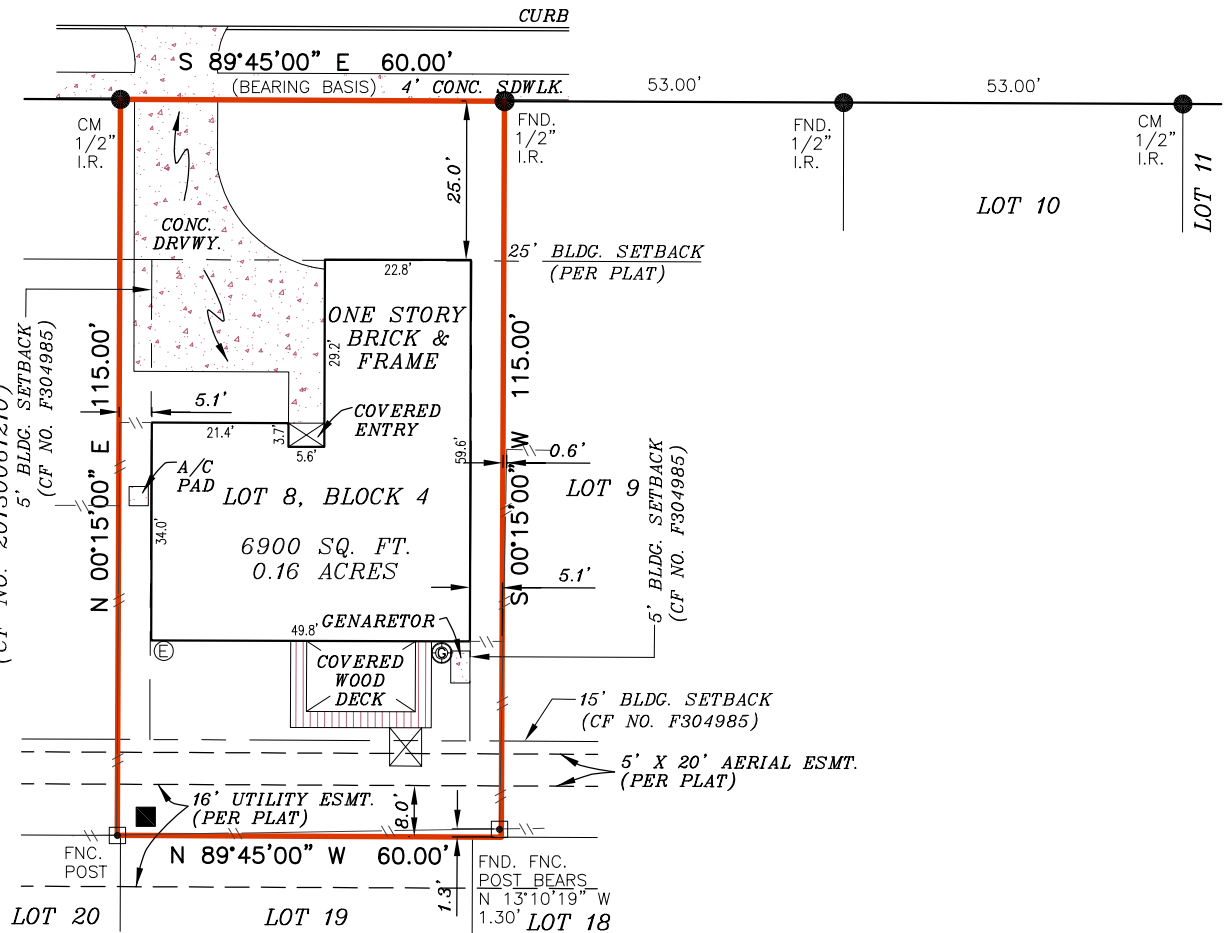 CURB
S 89°45'00" E 60.00'
(BEARING BASIS)
4' CONC. SDWLK.
53.00'
53.00'
CM
1/2"
I.R.
FND.
1/2"
I.R.
FND.
1/2"
I.R.
CM
1/2"
I.R.
LOT 10
LOT 11
25.0'
CONC.
DRVWY.
25' BLDG. SETBACK
(PER PLAT)
22.8'
ONE STORY
BRICK &
FRAME
29.2'
5' BLDG. SETBACK
(CF NO. F304985)
N 00°15'00" E 115.00'
S 00°15'00" W 115.00'
5.1'
21.4'
3.7'
5.6'
COVERED
ENTRY
59.6'
0.6'
A/C
PAD
LOT 8, BLOCK 4
LOT 9
34.0'
6900 SQ. FT.
0.16 ACRES
5.1'
5' BLDG. SETBACK
(CF NO. F304985)
49.8'
GENARETOR
E
G
COVERED
WOOD
DECK
15' BLDG. SETBACK
(CF NO. F304985)
5' X 20' AERIAL ESMT.
(PER PLAT)
16' UTILITY ESMT.
(PER PLAT)
8.0'
FNC.
POST
N 89°45'00" W 60.00'
1.3'
FND. FNC.
POST BEARS
N 13°10'19" W
1.30'
LOT 20
LOT 19
LOT 18